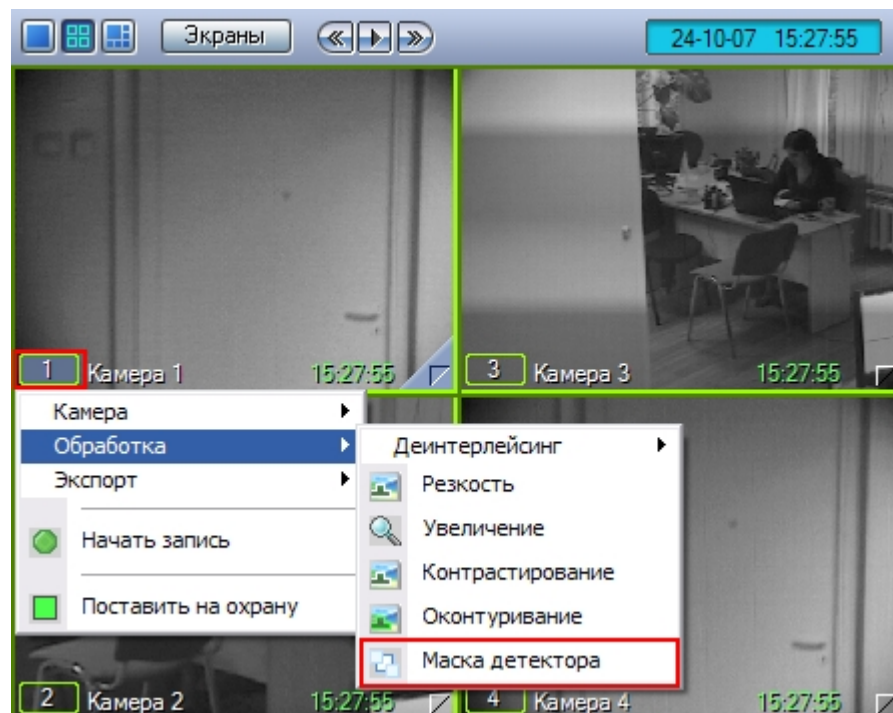 Экраны
24-10-07 15:27:55
1 Камера 1 15:27:55
3 Камера 3 15:27:55
Камера
Обработка
Экспорт
Начать запись
Поставить на охрану
Деинтерлейсинг
Резкость
Увеличение
Контрастирование
Оконтуривание
Маска детектора
2 Камера 2 15:27:55
4 Камера 4 15:27:55